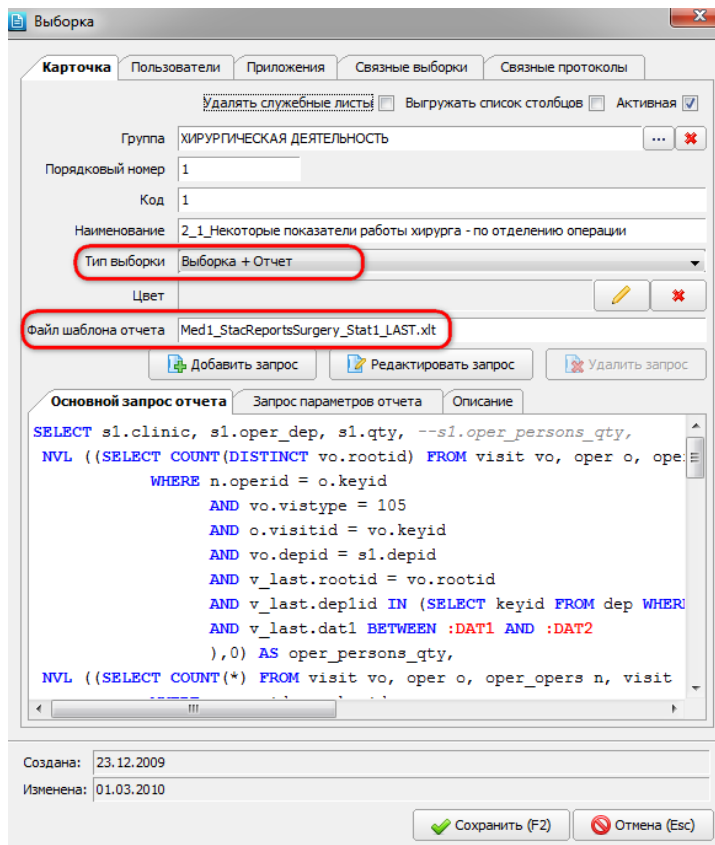 Выборка
Карточка Пользователи Приложения Связные выборки Связные протоколы
Удалять служебные листы Выгружать список столбцов Активная
Группа ХИРУРГИЧЕСКАЯ ДЕЯТЕЛЬНОСТЬ ...
Порядковый номер 1
Код 1
Наименование 2_1_Некоторые показатели работы хирурга - по отделению операции
Тип выборки Выборка + Отчет
Цвет
Файл шаблона отчета Med1_StacReportsSurgery_Stat1_LAST.xlt
Добавить запрос Редактировать запрос Удалить запрос
Основной запрос отчета Запрос параметров отчета Описание
SELECT s1.clinic, s1.oper_dep, s1.qty, --s1.oper_persons_qty,
NVL ((SELECT COUNT(DISTINCT vo.rootid) FROM visit vo, oper o, ope
WHERE n.operid = o.keyid
AND vo.vistype = 105
AND o.visitid = vo.keyid
AND vo.depid = s1.depid
AND v_last.rootid = vo.rootid
AND v_last.dep1id IN (SELECT keyid FROM dep WHER
AND v_last.dat1 BETWEEN :DAT1 AND :DAT2
),0) AS oper_persons_qty,
NVL ((SELECT COUNT(*) FROM visit vo, oper o, oper_opers n, visit
Создана: 23.12.2009
Изменена: 01.03.2010
Сохранить (F2) Отмена (Esc)